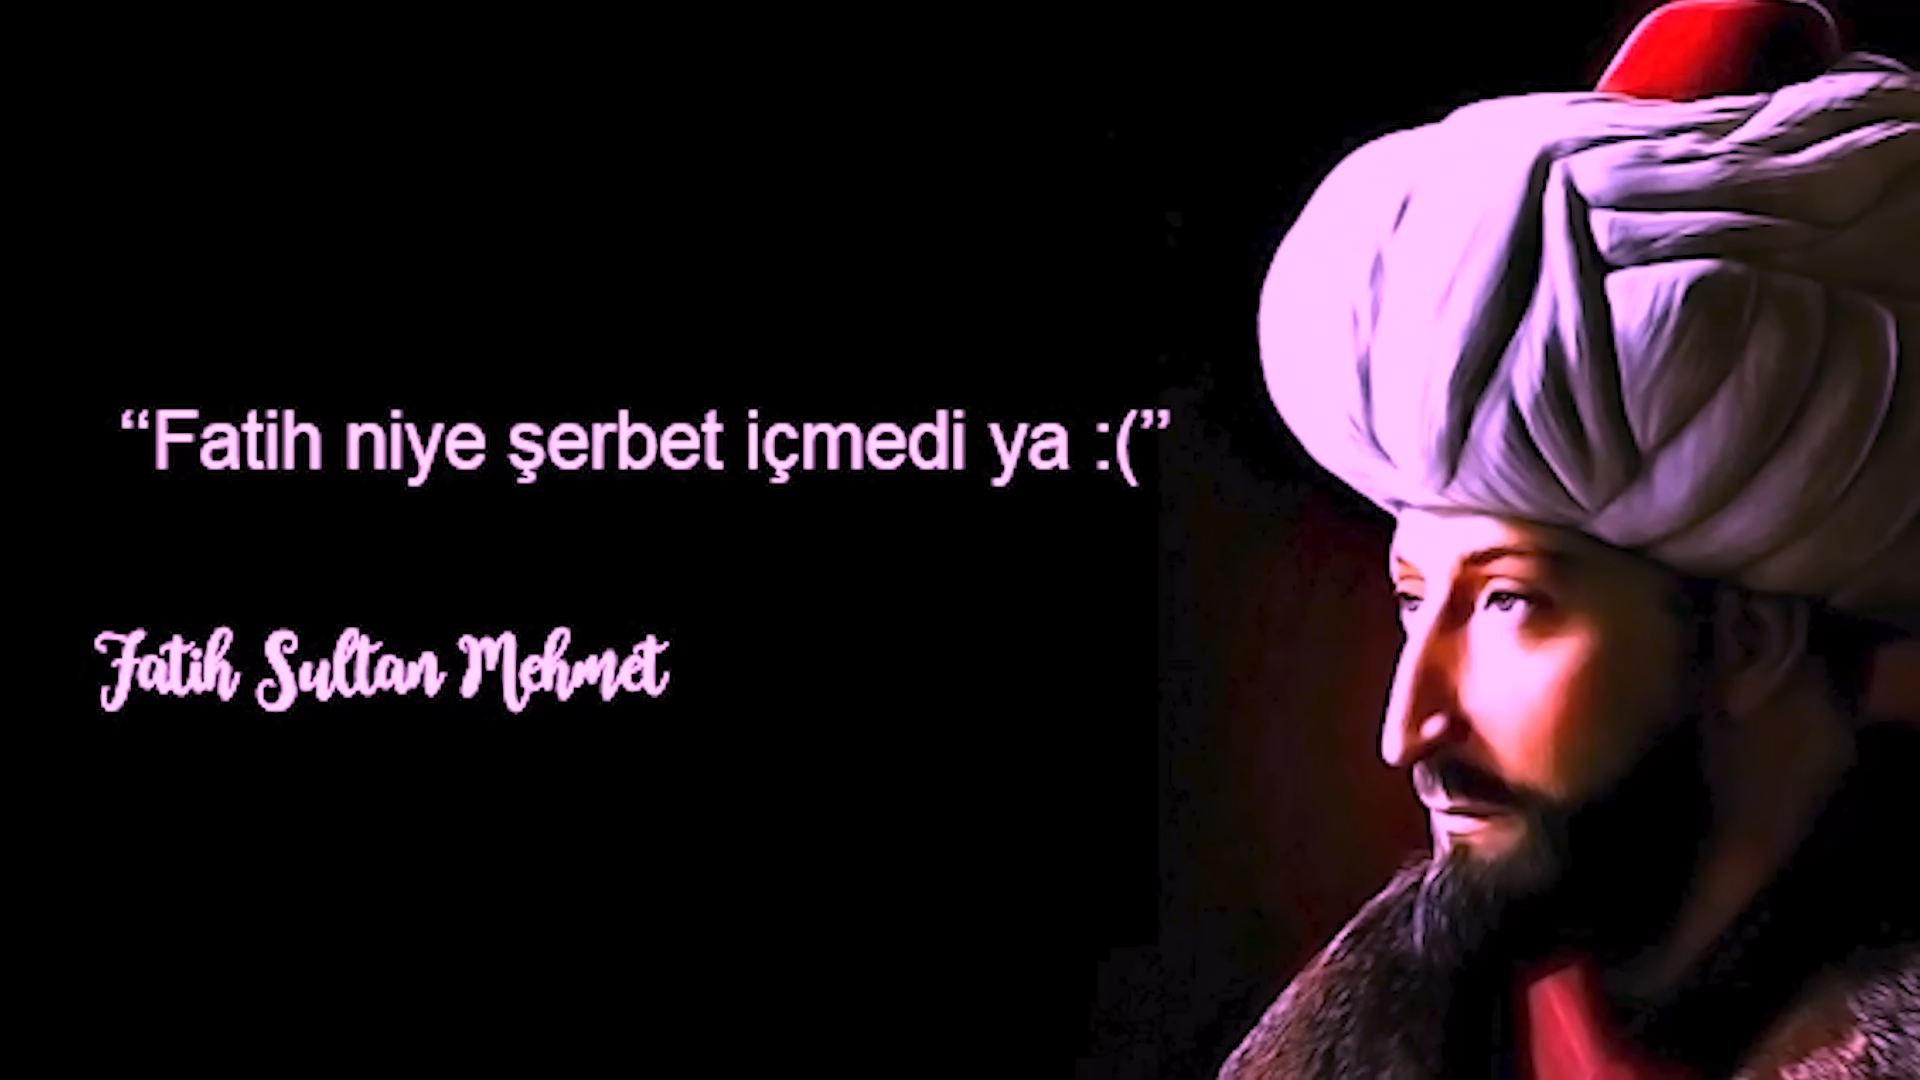 “Fatih niye şerbet içmedi ya :(”
Fatih Sultan Mehmet